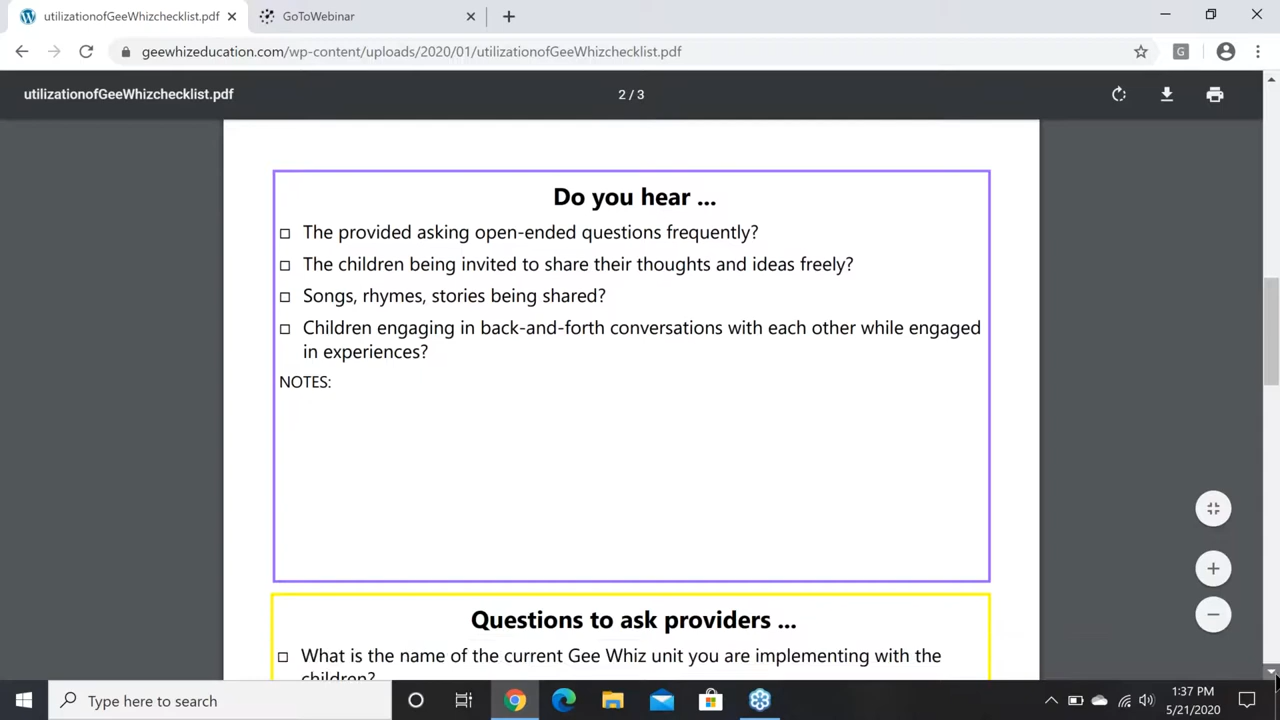 utilizationofGeeWhizchecklist.pdf
GoToWebinar
geewhizeducation.com/wp-content/uploads/2020/01/utilizationofGeeWhizchecklist.pdf
G
utilizationofGeeWhizchecklist.pdf
2 / 3
Do you hear ...
The provided asking open-ended questions frequently?
The children being invited to share their thoughts and ideas freely?
Songs, rhymes, stories being shared?
Children engaging in back-and-forth conversations with each other while engaged
in experiences?
NOTES:
Questions to ask providers ...
What is the name of the current Gee Whiz unit you are implementing with the
children?
Type here to search
1:37 PM
5/21/2020